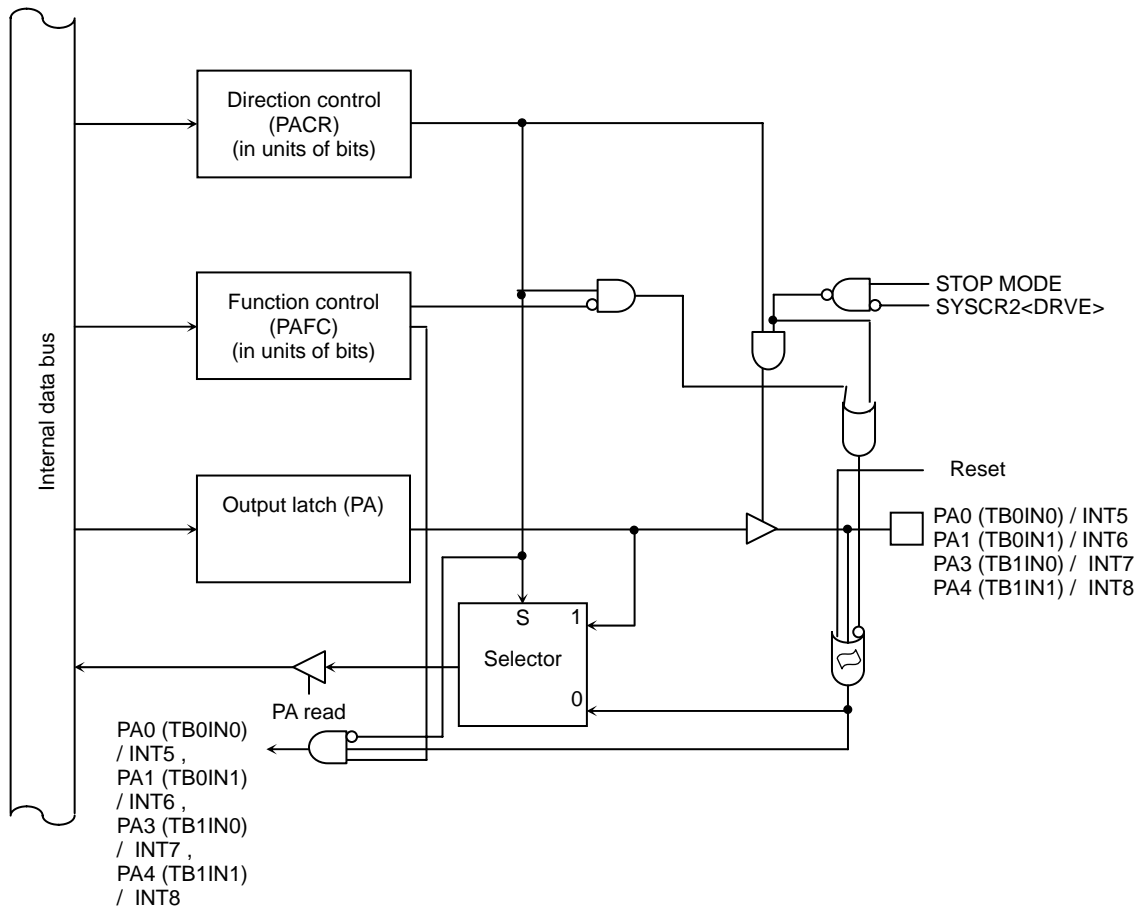 Internal data bus
Direction control
(PACR)
(in units of bits)
Function control
(PAFC)
(in units of bits)
STOP MODE
SYSCR2<DRVE>
Output latch (PA)
Reset
PA0 (TB0IN0) / INT5
PA1 (TB0IN1) / INT6
PA3 (TB1IN0) / INT7
PA4 (TB1IN1) / INT8
S
1
Selector
0
PA read
PA0 (TB0IN0)
/ INT5 ,
PA1 (TB0IN1)
/ INT6 ,
PA3 (TB1IN0)
/ INT7 ,
PA4 (TB1IN1)
/ INT8